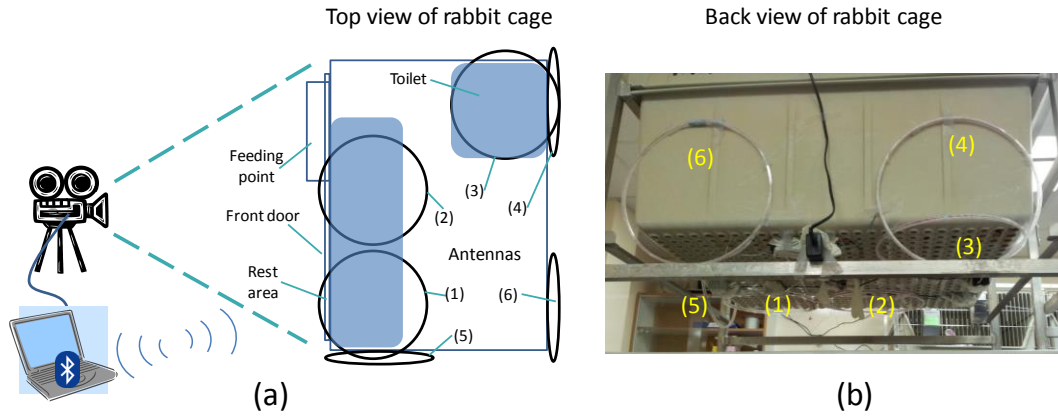 Top view of rabbit cage
Back view of rabbit cage
Toilet
Feeding
point
(3)
(4)
(2)
Front door
Antennas
Rest
area
(1)
(6)
(5)
(a)
(6)
(4)
(3)
(5)
(1)
(2)
(b)